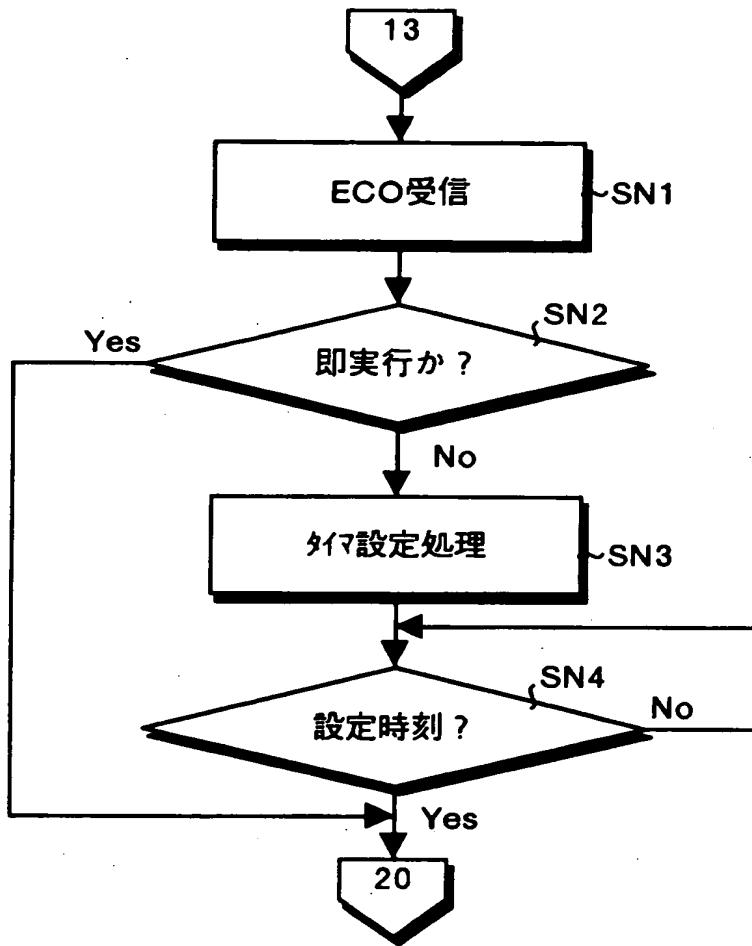 13
ECO受信
SN1
SN2
Yes
即実行か?
No
タイマ設定処理
SN3
SN4
設定時刻?
No
Yes
20